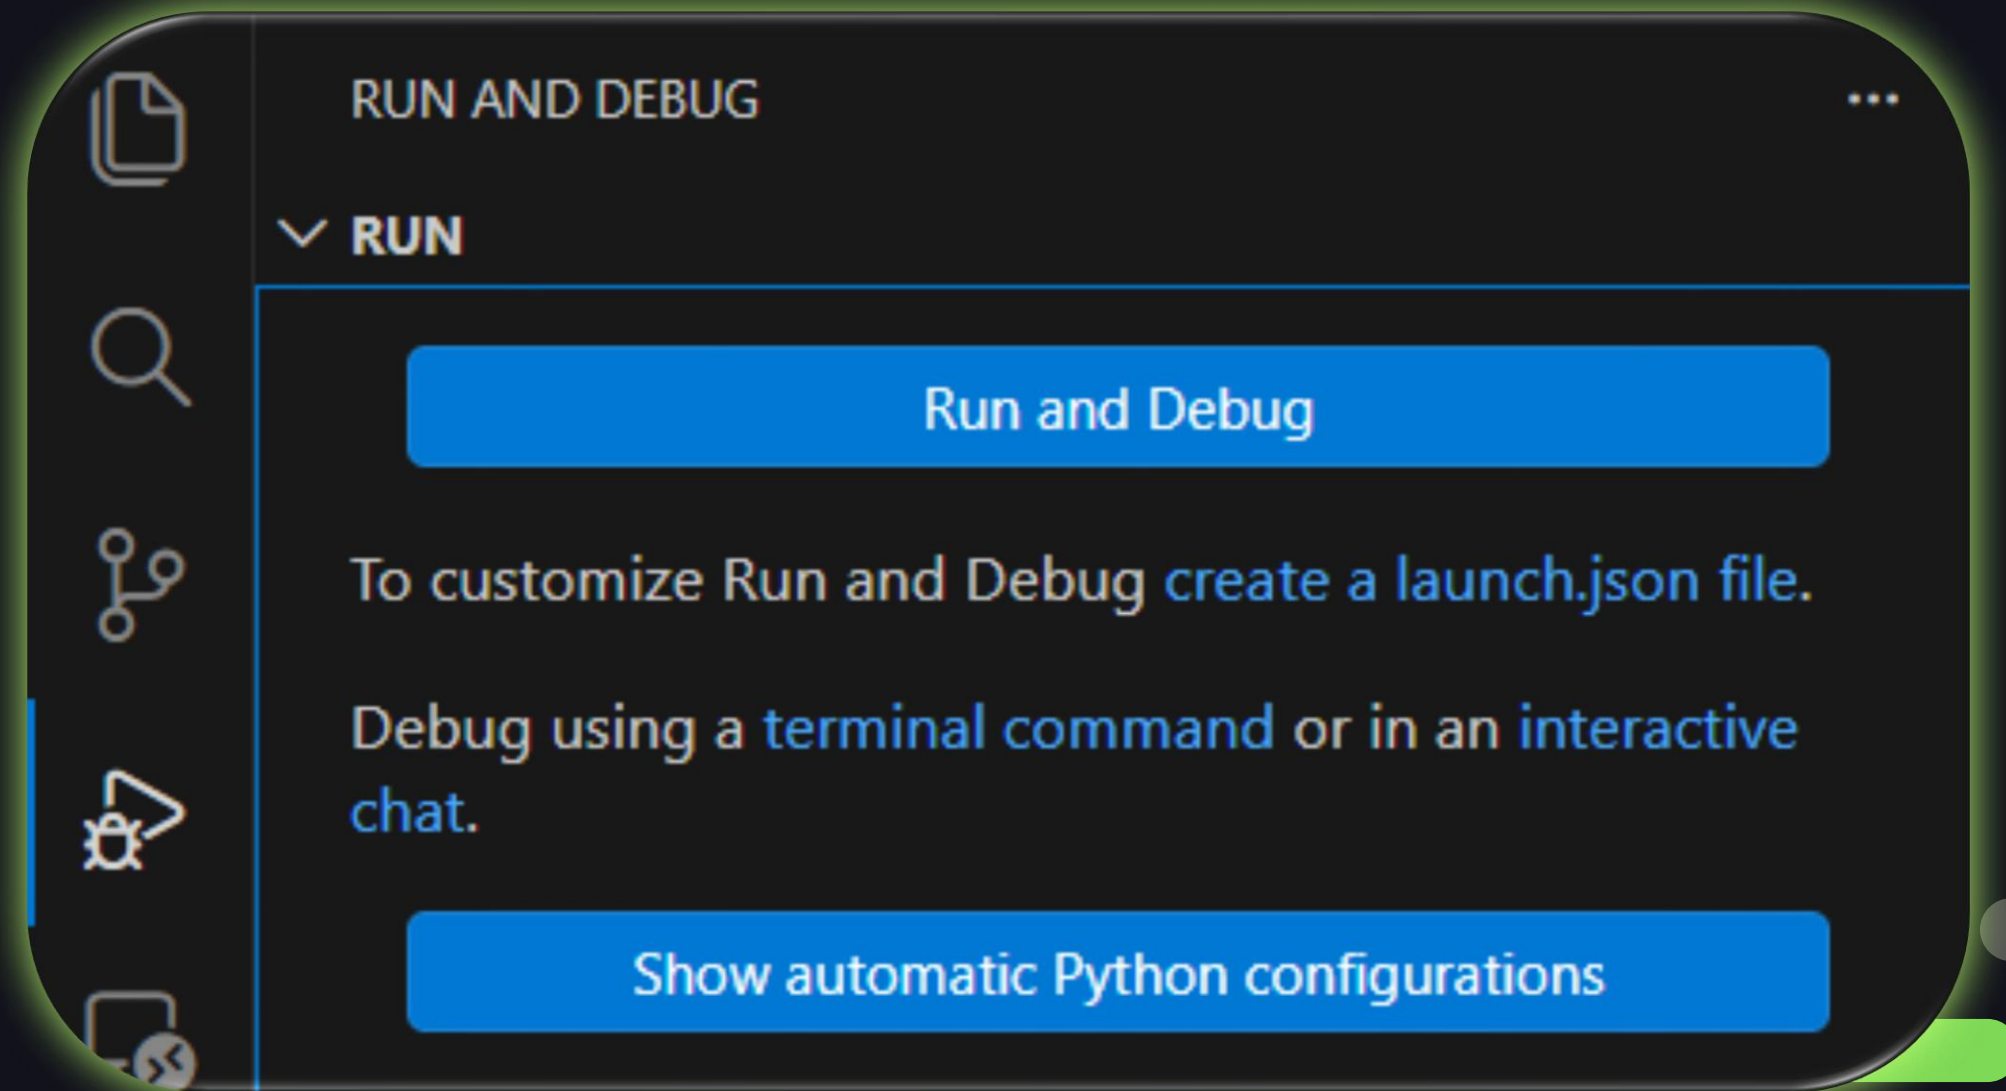 RUN AND DEBUG
RUN
Run and Debug
To customize Run and Debug create a launch.json file.
Debug using a terminal command or in an interactive
chat.
Show automatic Python configurations